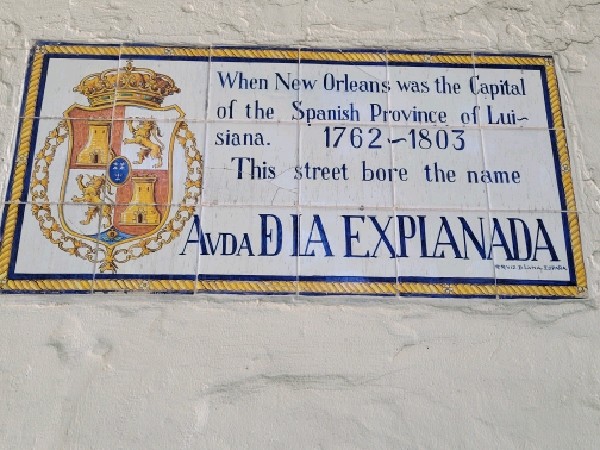 When New Orleans was the Capital
of the Spanish Province of Lui-
siana. 1762-1803
This street bore the name
AVDA Đ LA EXPLANADA